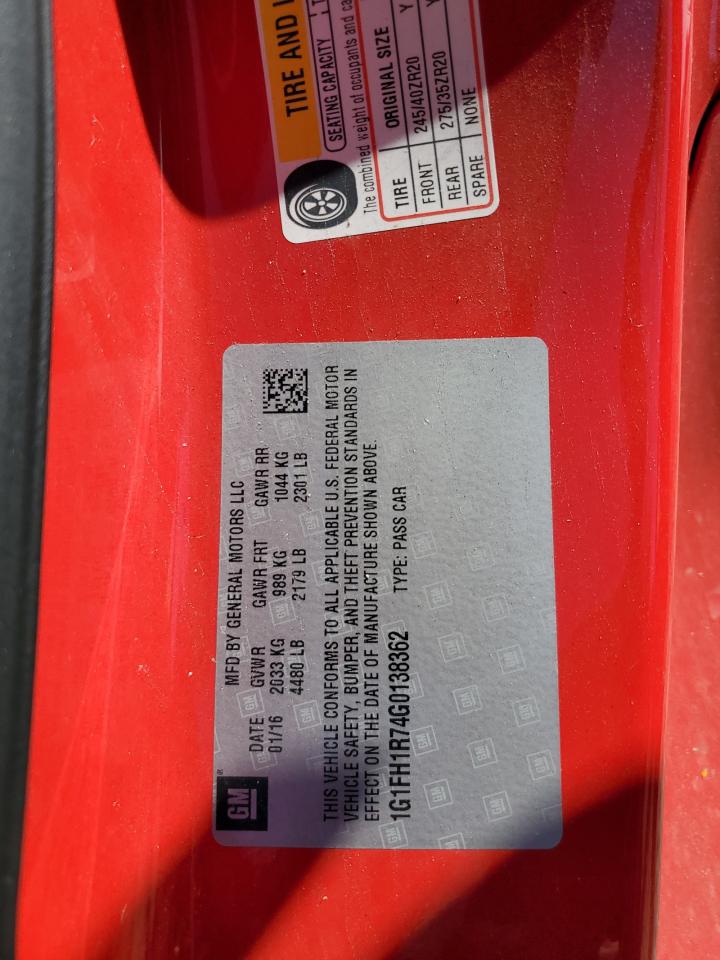 GM
®
MFD BY GENERAL MOTORS LLC
DATE GVWR GAWR FRT GAWR RR
01/16 2033 KG 989 KG 1044 KG
4480 LB 2179 LB 2301 LB
THIS VEHICLE CONFORMS TO ALL APPLICABLE U.S. FEDERAL MOTOR
VEHICLE SAFETY, BUMPER, AND THEFT PREVENTION STANDARDS IN
EFFECT ON THE DATE OF MANUFACTURE SHOWN ABOVE.
1G1FH1R74G0138362 TYPE: PASS CAR
TIRE AND
SEATING CAPACITY
The combined weight of occupants and
TIRE ORIGINAL SIZE
FRONT 245/40ZR20 Y
REAR 275/35ZR20 Y
SPARE NONE